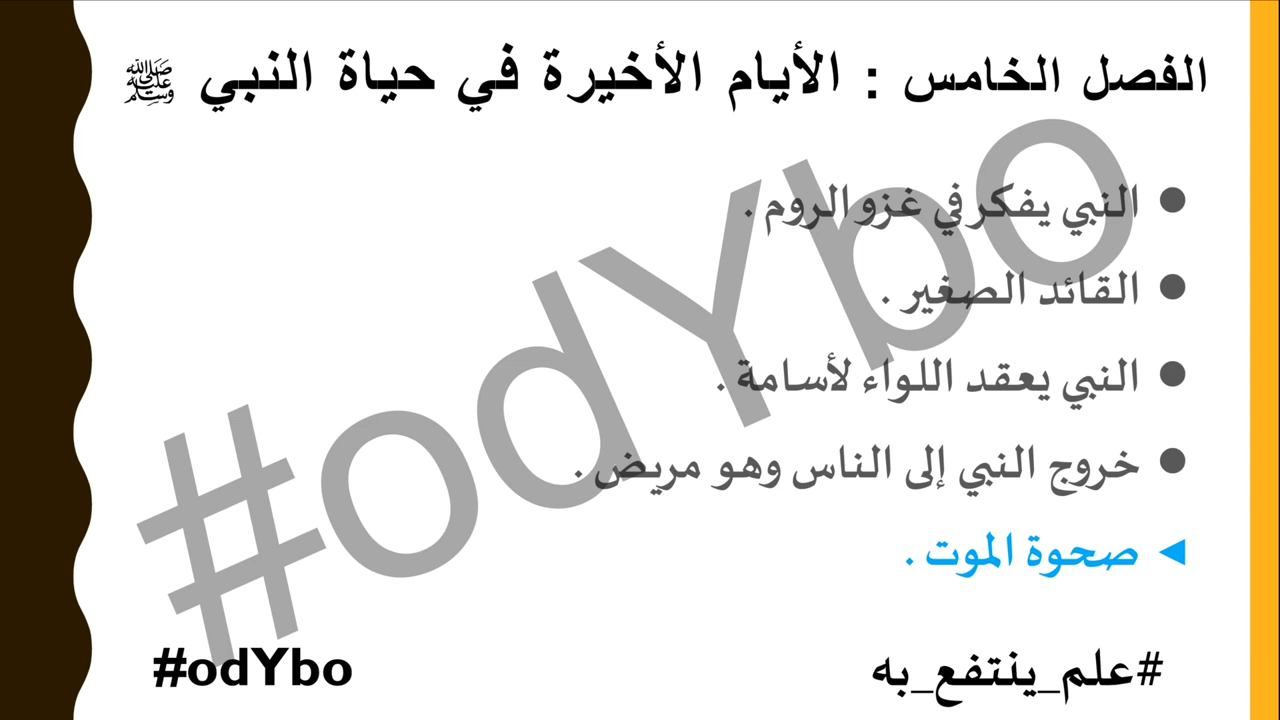 الفصل الخامس : الأيام الأخيرة في حياة النبي ﷺ
● النبي يفكر في غزو الروم .
● القائد الصغير .
● النبي يعقد اللواء لأسامة .
● خروج النبي إلى الناس وهو مريض .
◄ صحوة الموت .
#علم_ينتفع_به
#odYbo
#odYbo